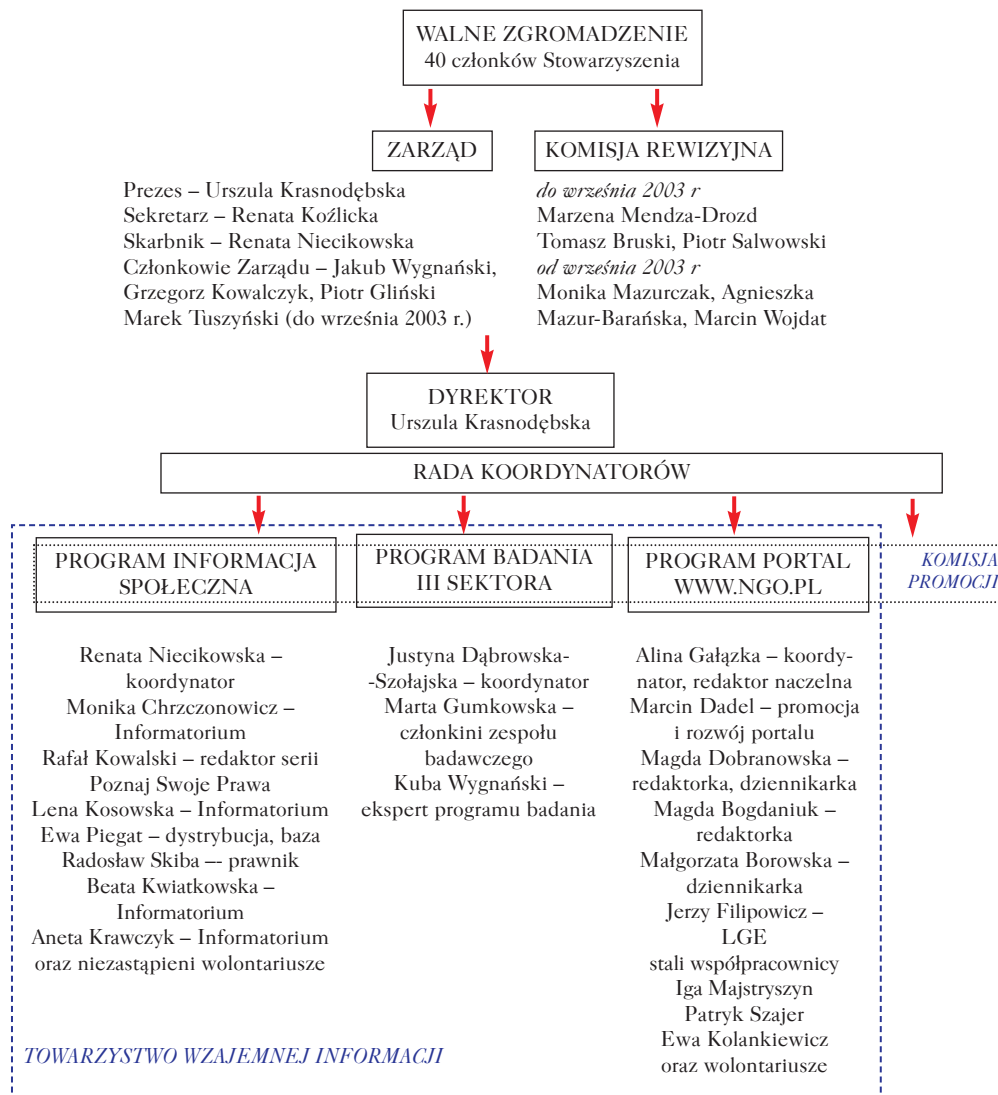 WALNE ZGROMADZENIE
40 członków Stowarzyszenia
ZARZĄD
Prezes – Urszula Krasnodębska
Sekretarz – Renata Koźlicka
Skarbnik – Renata Niecikowska
Członkowie Zarządu – Jakub Wygnański,
Grzegorz Kowalczyk, Piotr Gliński
Marek Tuszyński (do września 2003 r.)
KOMISJA REWIZYJNA
do września 2003 r
Marzena Mendza-Drozd
Tomasz Bruski, Piotr Salwowski
od września 2003 r
Monika Mazurczak, Agnieszka
Mazur-Barańska, Marcin Wojdat
DYREKTOR
Urszula Krasnodębska
RADA KOORDYNATORÓW
PROGRAM INFORMACJA
SPOŁECZNA
Renata Niecikowska –
koordynator
Monika Chrzczonowicz –
Informatorium
Rafał Kowalski – redaktor serii
Poznaj Swoje Prawa
Lena Kosowska – Informatorium
Ewa Piegat – dystrybucja, baza
Radosław Skiba –- prawnik
Beata Kwiatkowska –
Informatorium
Aneta Krawczyk – Informatorium
oraz niezastąpieni wolontariusze
PROGRAM BADANIA
III SEKTORA
Justyna Dąbrowska-
-Szołajska – koordynator
Marta Gumkowska –
członkini zespołu
badawczego
Kuba Wygnański –
ekspert programu badania
PROGRAM PORTAL
WWW.NGO.PL
Alina Gałązka – koordy-
nator, redaktor naczelna
Marcin Dadel – promocja
i rozwój portalu
Magda Dobranowska –
redaktorka, dziennikarka
Magda Bogdaniuk –
redaktorka
Małgorzata Borowska –
dziennikarka
Jerzy Filipowicz –
LGE
stali współpracownicy
Iga Majstryszyn
Patryk Szajer
Ewa Kolankiewicz
oraz wolontariusze
KOMISJA
PROMOCJI
TOWARZYSTWO WZAJEMNEJ INFORMACJI